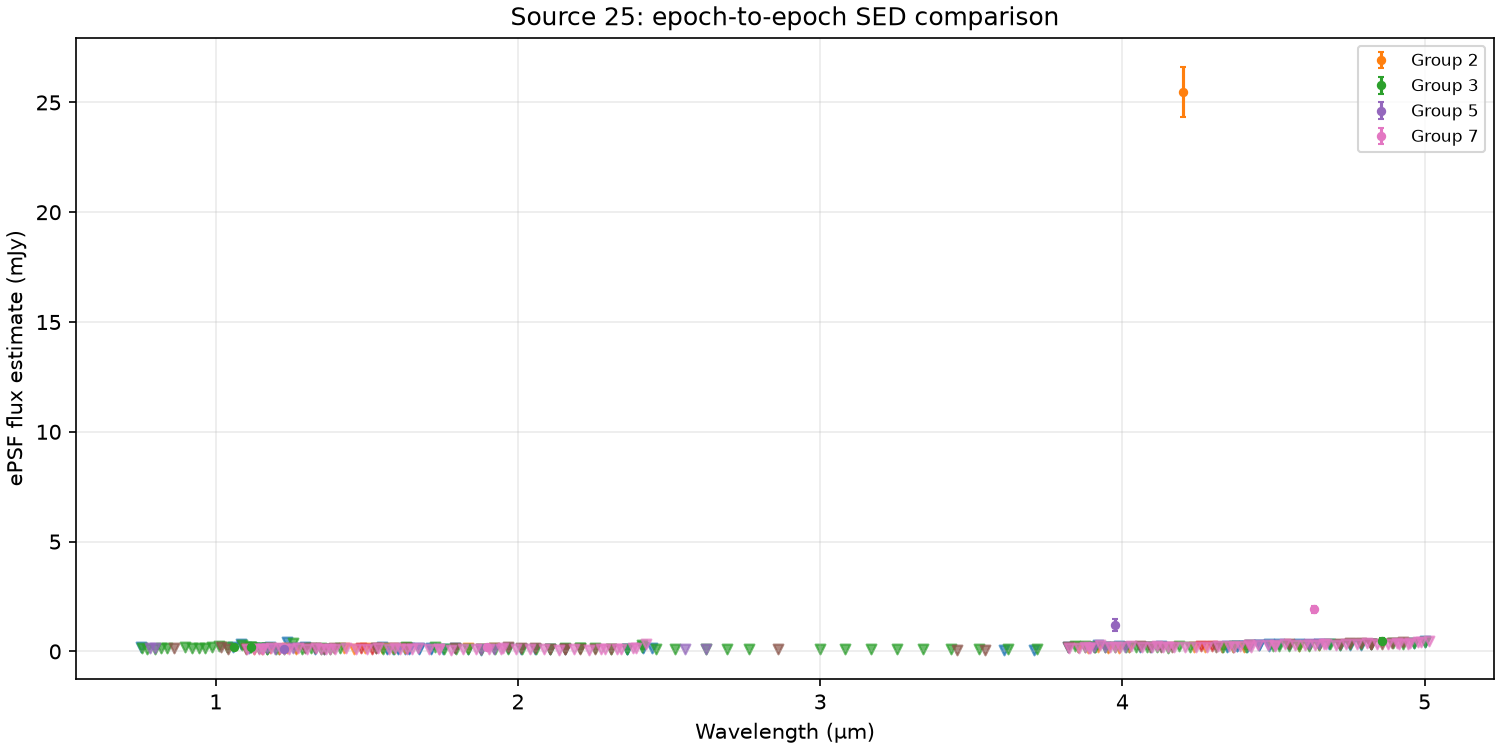 Source 25: epoch-to-epoch SED comparison
ePSF flux estimate (mJy)
25
20
15
10
5
0
Group 2
Group 3
Group 5
Group 7
1 2 3 4 5
Wavelength (µm)